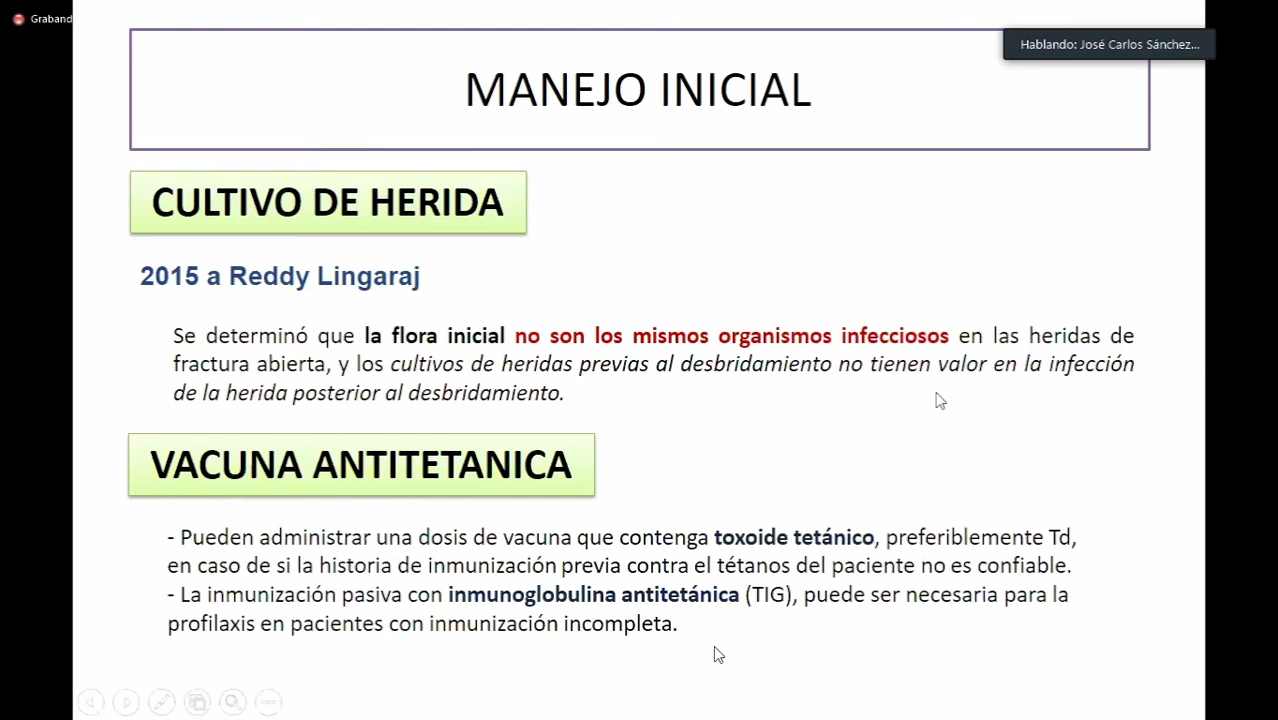 Graband
Hablando: José Carlos Sánchez...
MANEJO INICIAL
CULTIVO DE HERIDA
2015 a Reddy Lingaraj
Se determinó que la flora inicial no son los mismos organismos infecciosos en las heridas de
fractura abierta, y los cultivos de heridas previas al desbridamiento no tienen valor en la infección
de la herida posterior al desbridamiento.
VACUNA ANTITETANICA
- Pueden administrar una dosis de vacuna que contenga toxoide tetánico, preferiblemente Td,
en caso de si la historia de inmunización previa contra el tétanos del paciente no es confiable.
- La inmunización pasiva con inmunoglobulina antitetánica (TIG), puede ser necesaria para la
profilaxis en pacientes con inmunización incompleta.